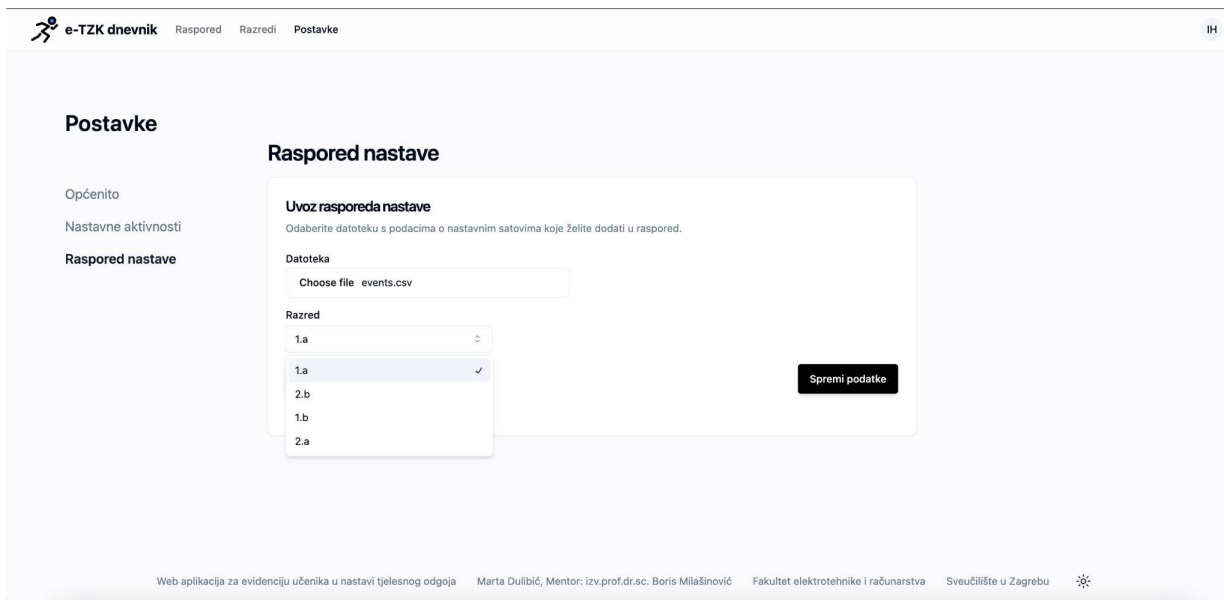 e-TZK dnevnik Raspored Razredi Postavke IH
Postavke
Općenito
Nastavne aktivnosti
Raspored nastave
Raspored nastave
Uvoz rasporeda nastave
Odaberite datoteku s podacima o nastavnim satovima koje želite dodati u raspored.
Datoteka
Choose file events.csv
Razred
1.a
1.a
2.b
1.b
2.a
Spremi podatke
Web aplikacija za evidenciju učenika u nastavi tjelesnog odgoja Marta Dulibić, Mentor: izv.prof.dr.sc. Boris Milašinović Fakultet elektrotehnike i računarstva Sveučilište u Zagrebu